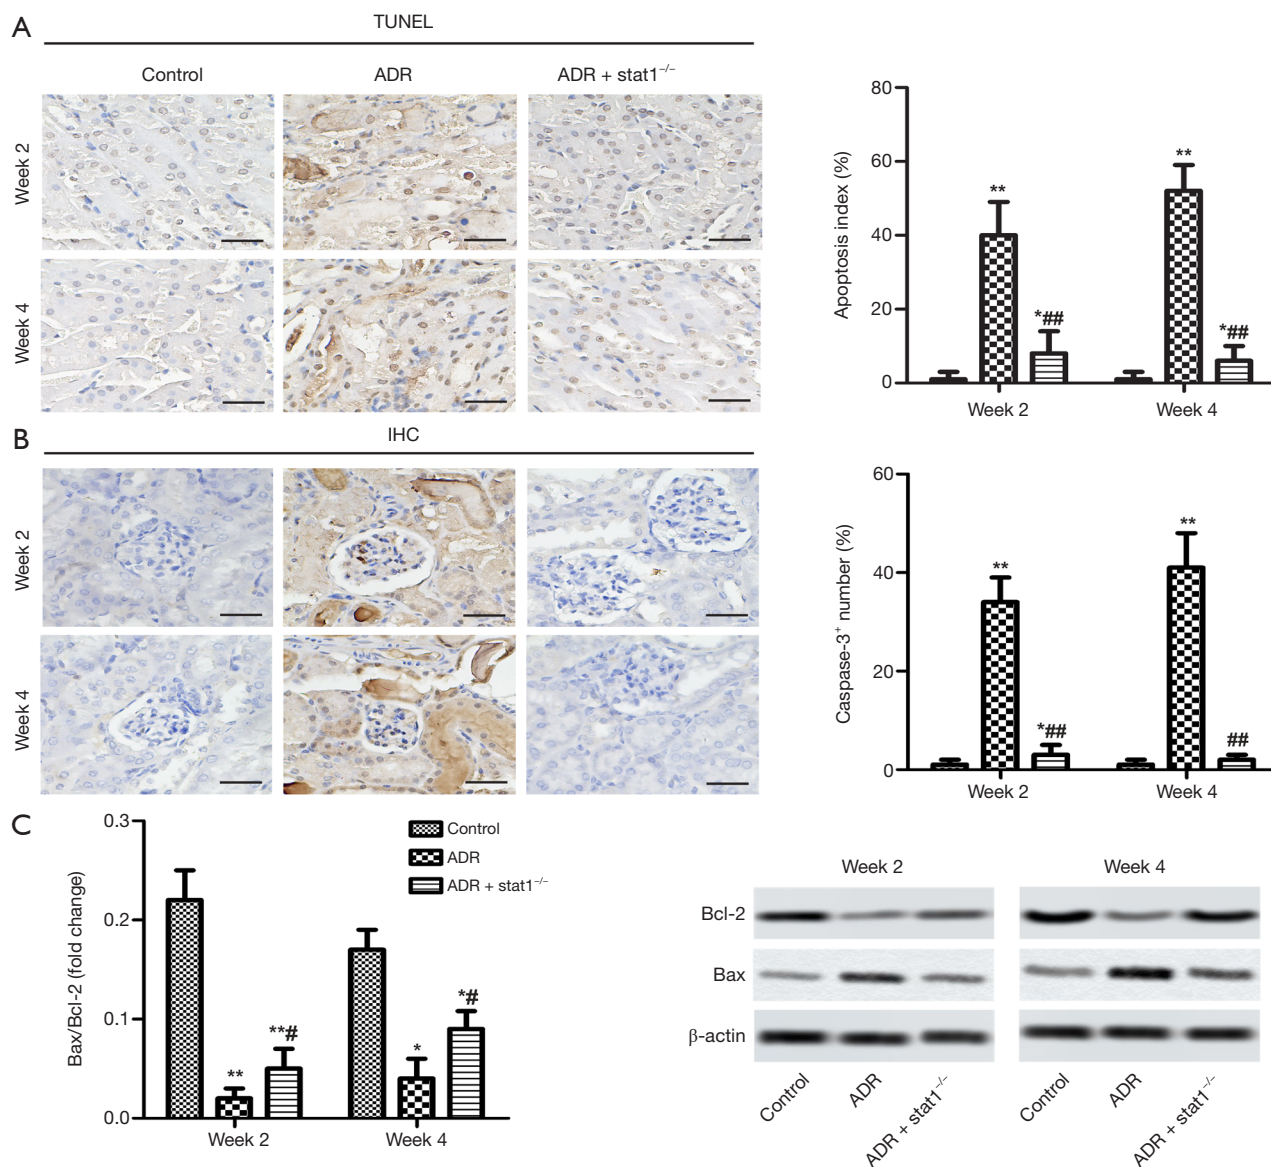 A
TUNEL
Control
ADR
ADR + stat1⁻/⁻
Week 2
Week 4
Apoptosis index (%)
80
60
40
20
0
**
*##
**
*##
Week 2
Week 4
B
IHC
Week 2
Week 4
Caspase-3⁺ number (%)
60
40
20
0
**
*##
**
##
Week 2
Week 4
C
Bax/Bcl-2 (fold change)
0.3
0.2
0.1
0.0
**
**#
*
*#
Week 2
Week 4
Control
ADR
ADR + stat1⁻/⁻
Week 2
Week 4
Bcl-2
Bax
β-actin
Control
ADR
ADR + stat1⁻/⁻
Control
ADR
ADR + stat1⁻/⁻